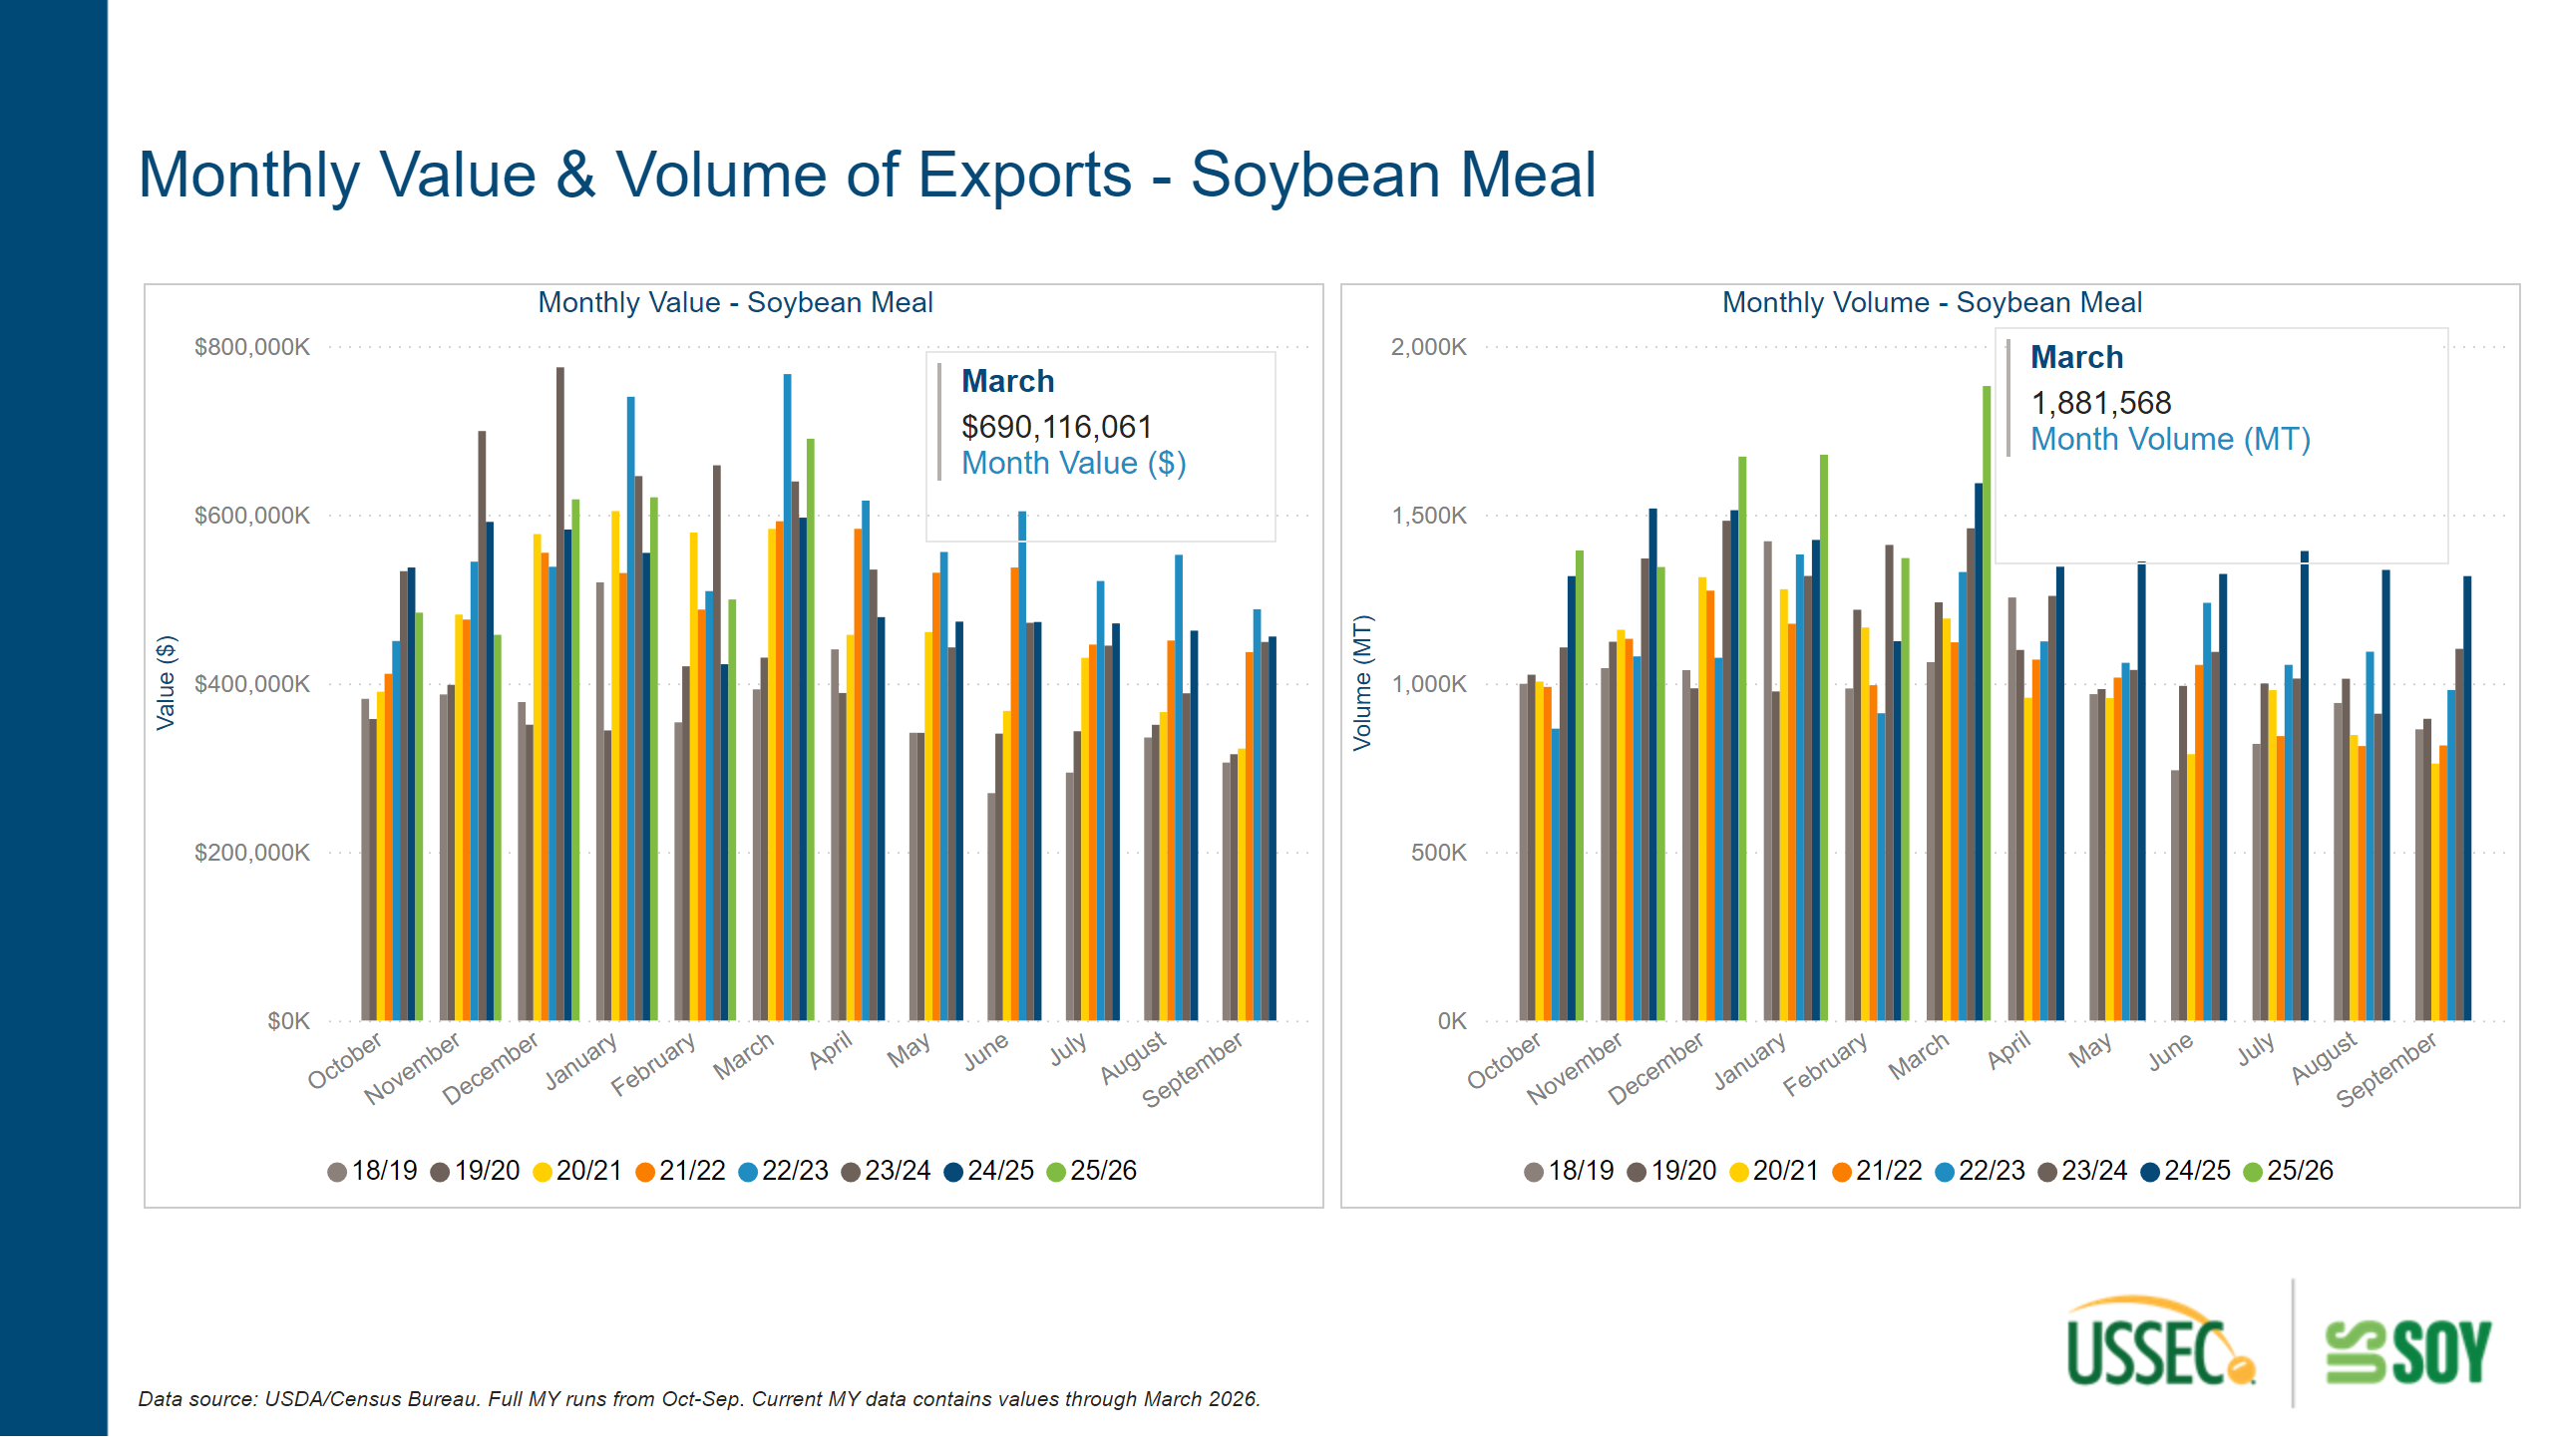 Monthly Value & Volume of Exports - Soybean Meal
Monthly Value - Soybean Meal
$800,000K
$600,000K
$400,000K
$200,000K
$0K
Value ($)
March
$690,116,061
Month Value ($)
October
November
December
January
February
March
April
May
June
July
August
September
18/19 19/20 20/21 21/22 22/23 23/24 24/25 25/26
Monthly Volume - Soybean Meal
2,000K
1,500K
1,000K
500K
0K
Volume (MT)
March
1,881,568
Month Volume (MT)
October
November
December
January
February
March
April
May
June
July
August
September
18/19 19/20 20/21 21/22 22/23 23/24 24/25 25/26
USSEC
US SOY
Data source: USDA/Census Bureau. Full MY runs from Oct-Sep. Current MY data contains values through March 2026.